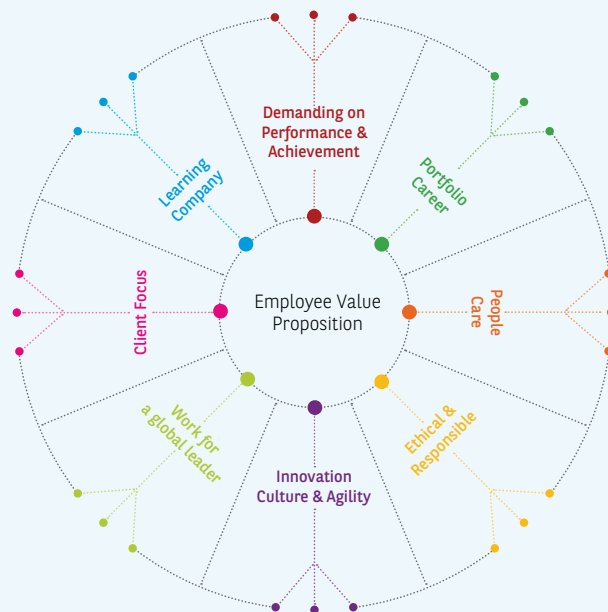 Demanding on
Performance &
Achievement
Portfolio
Career
People
Care
Ethical &
Responsible
Innovation
Culture & Agility
Work for
a global leader
Client Focus
Learning
Company
Employee Value
Proposition